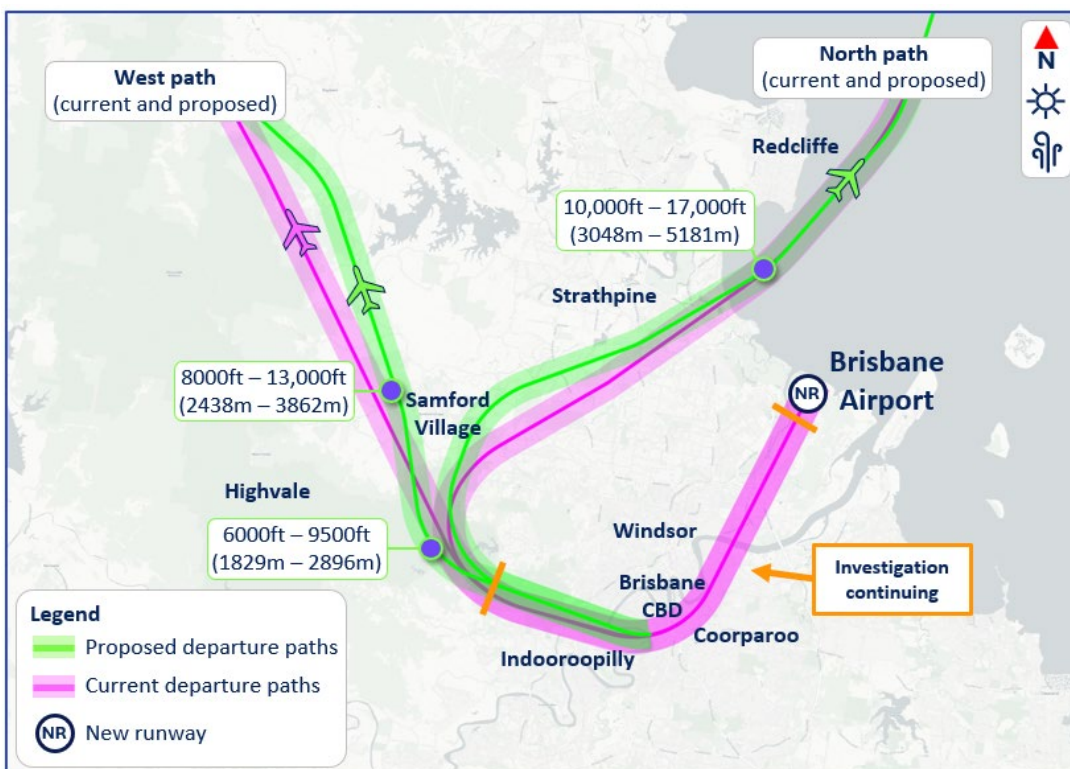 West path
(current and proposed)
North path
(current and proposed)
N
Redcliffe
10,000ft – 17,000ft
(3048m – 5181m)
Strathpine
8000ft – 13,000ft
(2438m – 3862m)
Samford
Village
NR
Brisbane
Airport
Highvale
6000ft – 9500ft
(1829m – 2896m)
Windsor
Brisbane
CBD
Investigation
continuing
Coorparoo
Indooroopilly
Legend
Proposed departure paths
Current departure paths
NR New runway